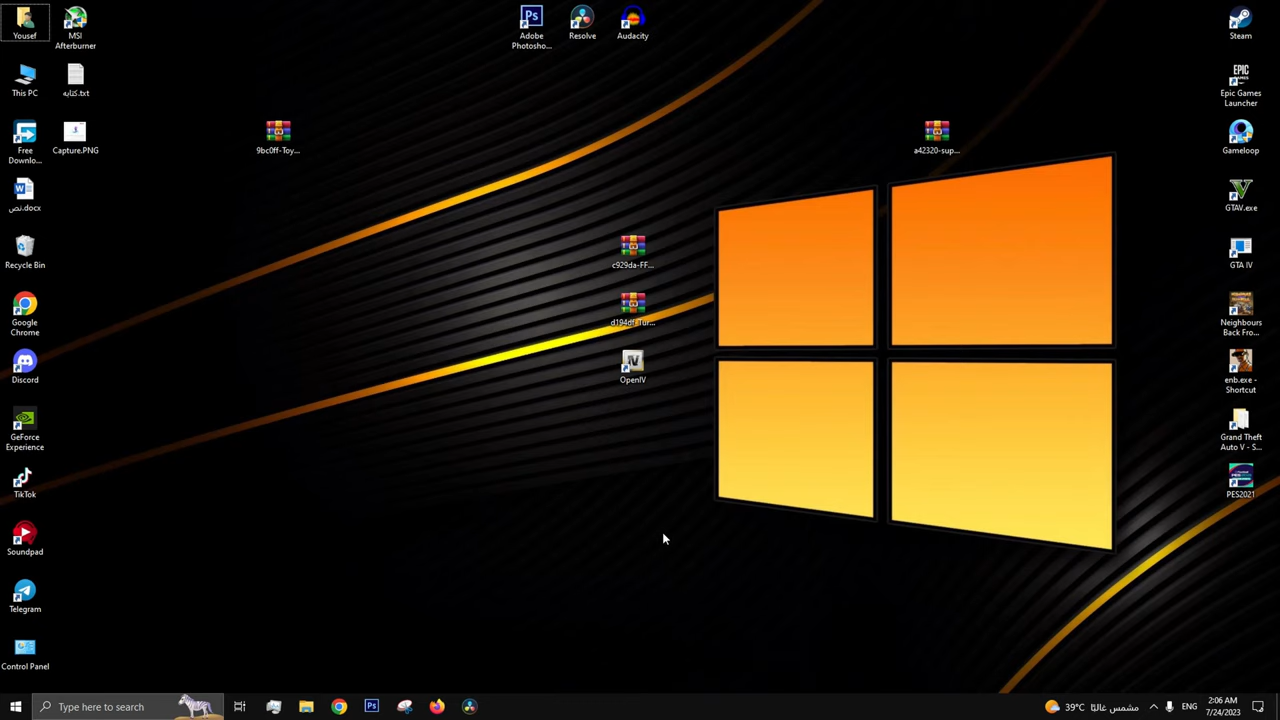 Yousef
MSI
Afterburner
Adobe
Photosho...
Resolve
Audacity
Steam
This PC
كتابه.txt
Epic Games
Launcher
Free
Downlo...
Capture.PNG
9bc0ff-Toy...
a42320-sup...
Gameloop
نص.docx
GTAV.exe
Recycle Bin
c929da-FF...
GTA IV
Google
Chrome
d194df-Tur...
Neighbours
Back Fro...
Discord
OpenIV
enb.exe -
Shortcut
GeForce
Experience
Grand Theft
Auto V - S...
TikTok
PES2021
Soundpad
Telegram
Control Panel
Type here to search
39°C مشمس غالبًا
ENG
2:06 AM
7/24/2023